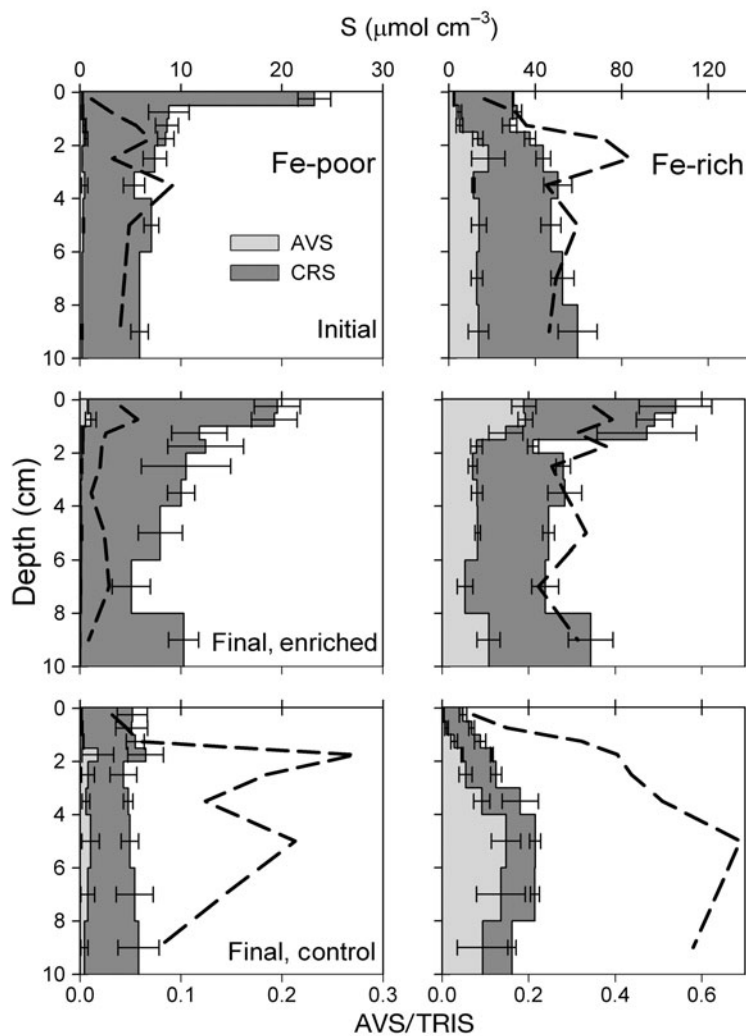 S (μmol cm⁻³)
0 10 20 30 0 40 80 120
0
2
4
6
8
10
Fe-poor
Fe-rich
AVS
CRS
Initial
0
2
4
6
8
10
Depth (cm)
Final, enriched
0
2
4
6
8
10
Final, control
0.0 0.1 0.2 0.3 0.0 0.2 0.4 0.6
AVS/TRIS